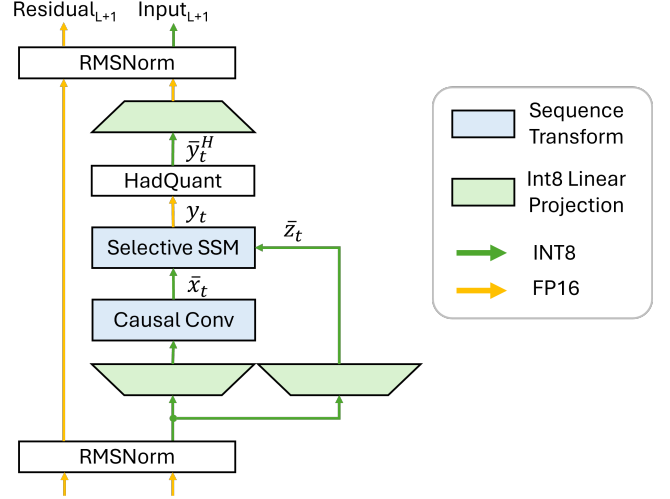 Residual_{L+1} Input_{L+1}
RMSNorm
ȳ_t^H
HadQuant
y_t
z̄_t
Selective SSM
x̄_t
Causal Conv
RMSNorm
Sequence
Transform
Int8 Linear
Projection
INT8
FP16